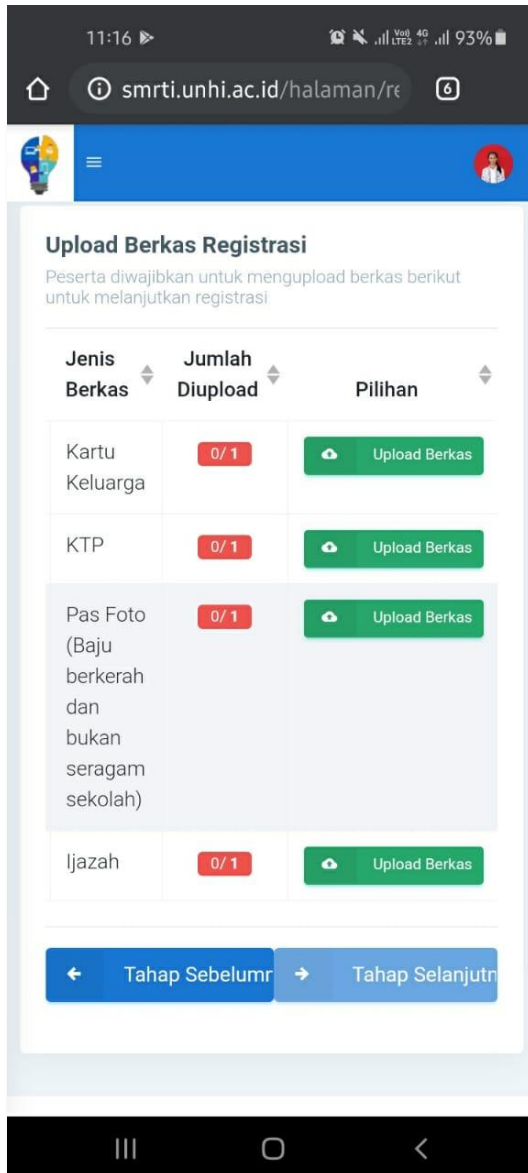 11:16
Vo)) LTE2 4G 93%
smrti.unhi.ac.id/halaman/re
6
Upload Berkas Registrasi
Peserta diwajibkan untuk mengupload berkas berikut
untuk melanjutkan registrasi
Jenis Berkas
Jumlah Diupload
Pilihan
Kartu Keluarga
0/ 1
Upload Berkas
KTP
0/ 1
Upload Berkas
Pas Foto
(Baju
berkerah
dan
bukan
seragam
sekolah)
0/ 1
Upload Berkas
Ijazah
0/ 1
Upload Berkas
Tahap Sebelumr
Tahap Selanjutn